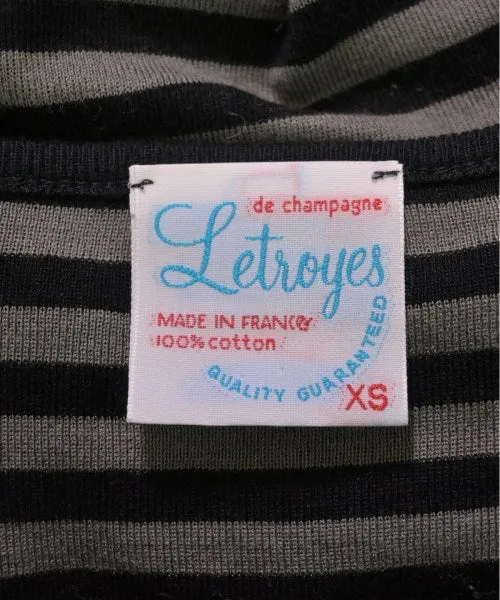 de champagne
Letroyes
MADE IN FRANCE
100% cotton
QUALITY GUARANTEED
XS